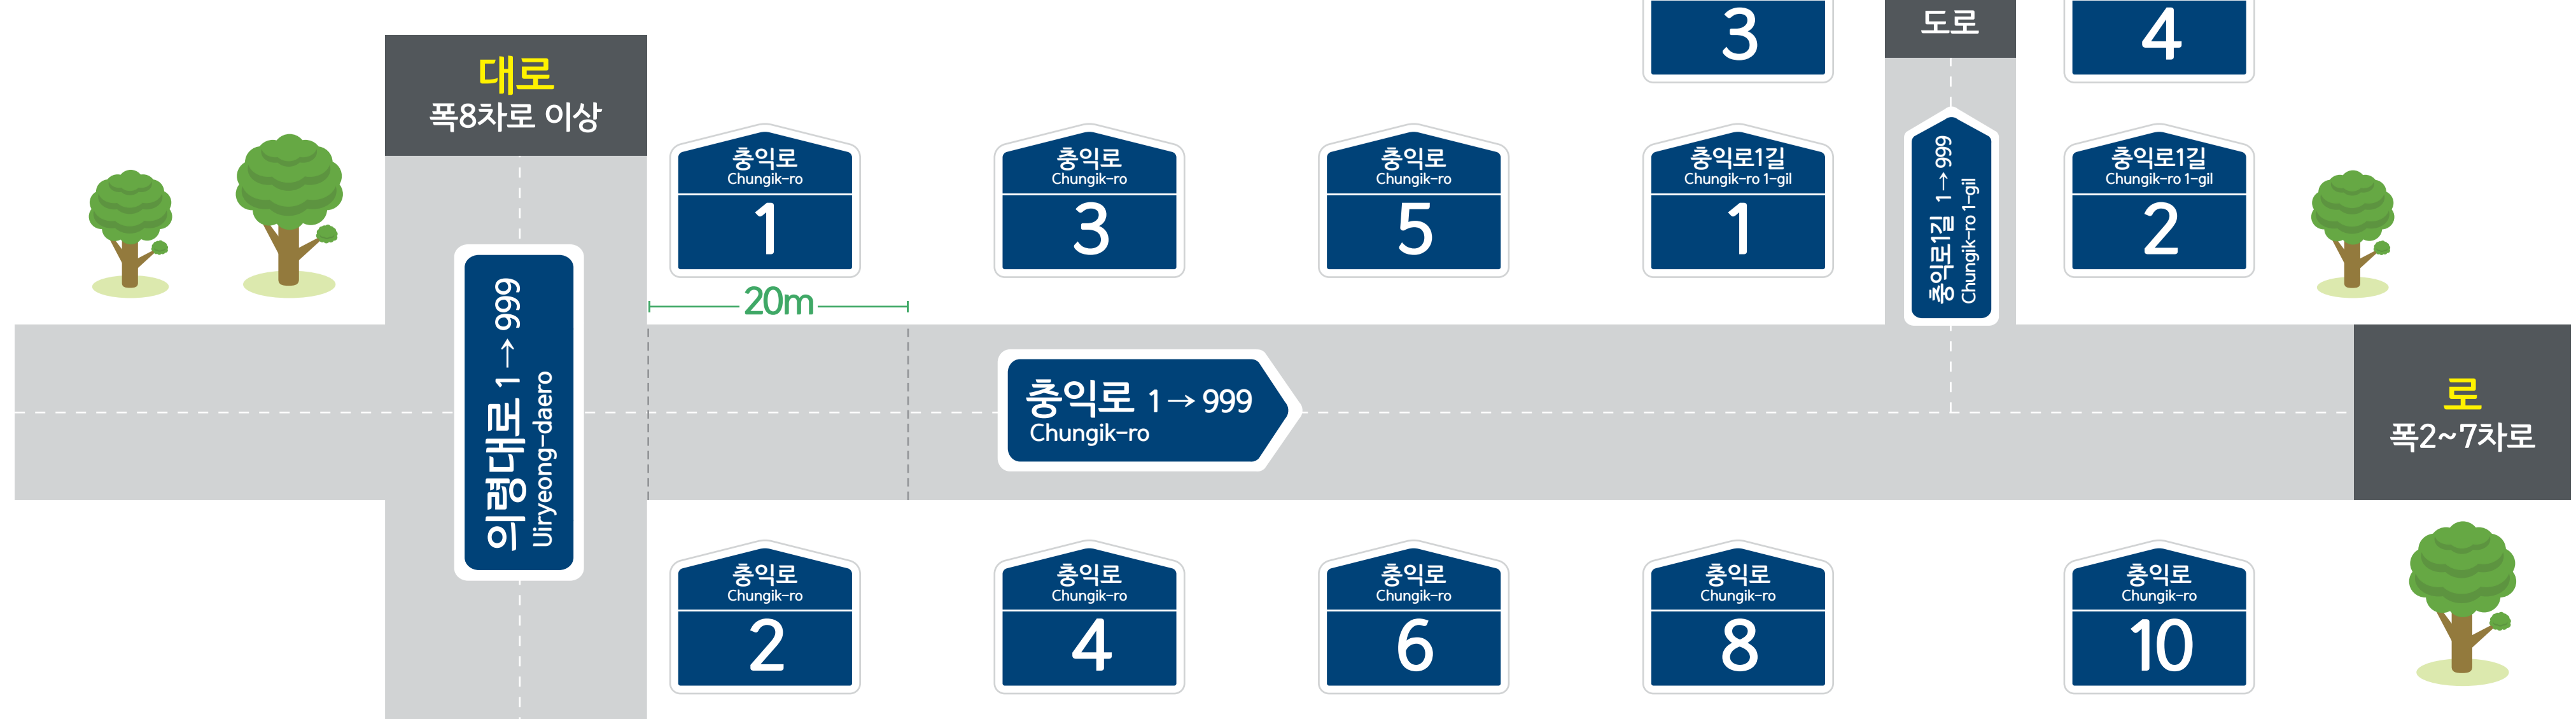 3
도로
4
대로
폭8차로 이상
충익로
Chungik-ro
1
충익로
Chungik-ro
3
충익로
Chungik-ro
5
충익로1길
Chungik-ro 1-gil
1
충익로1길 1→999
Chungik-ro 1-gil
충익로1길
Chungik-ro 1-gil
2
20m
의령대로 1→999
Uiryeong-daero
충익로 1→999
Chungik-ro
로
폭2~7차로
충익로
Chungik-ro
2
충익로
Chungik-ro
4
충익로
Chungik-ro
6
충익로
Chungik-ro
8
충익로
Chungik-ro
10